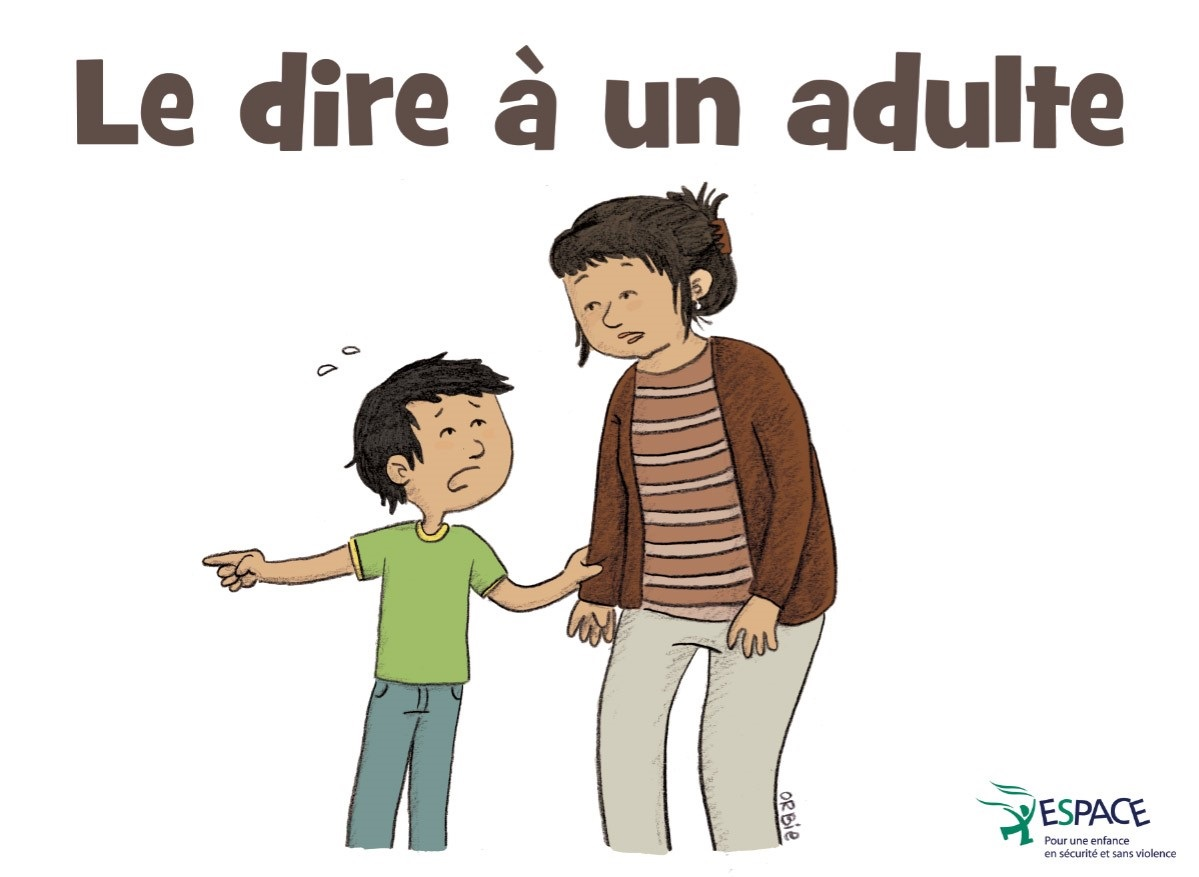 Le dire à un adulte
ORBie
ESPACE
Pour une enfance
en sécurité et sans violence